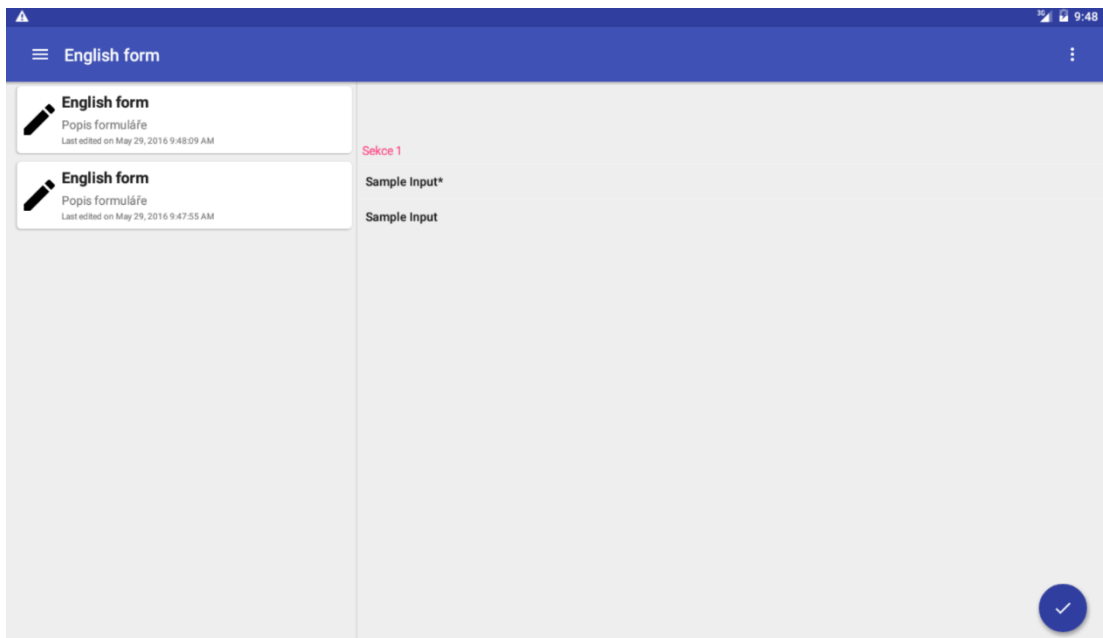 3G 9:48
English form
English form
Popis formuláře
Last edited on May 29, 2016 9:48:09 AM
English form
Popis formuláře
Last edited on May 29, 2016 9:47:55 AM
Sekce 1
Sample Input*
Sample Input